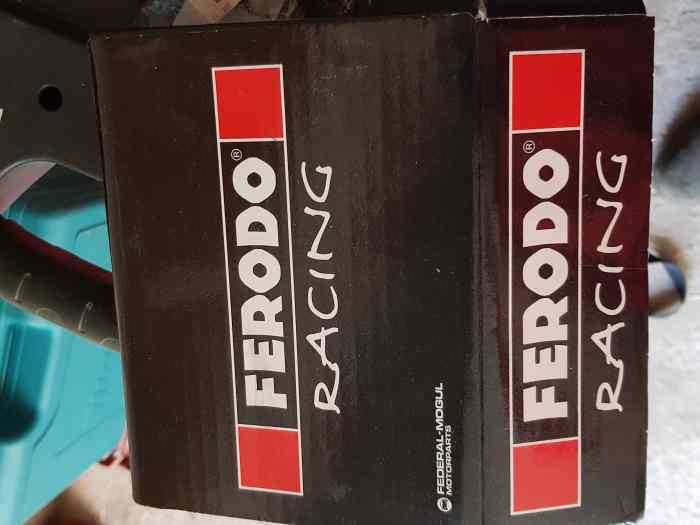 FERODO®
RACING
FEDERAL-MOGUL
MOTORPARTS
FERODO®
RACING